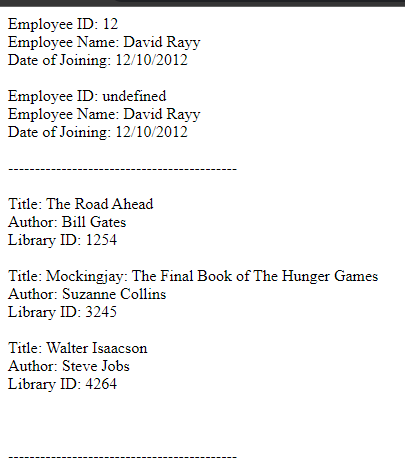 Employee ID: 12
Employee Name: David Rayy
Date of Joining: 12/10/2012
Employee ID: undefined
Employee Name: David Rayy
Date of Joining: 12/10/2012
-------------------------------------------
Title: The Road Ahead
Author: Bill Gates
Library ID: 1254
Title: Mockingjay: The Final Book of The Hunger Games
Author: Suzanne Collins
Library ID: 3245
Title: Walter Isaacson
Author: Steve Jobs
Library ID: 4264
-------------------------------------------